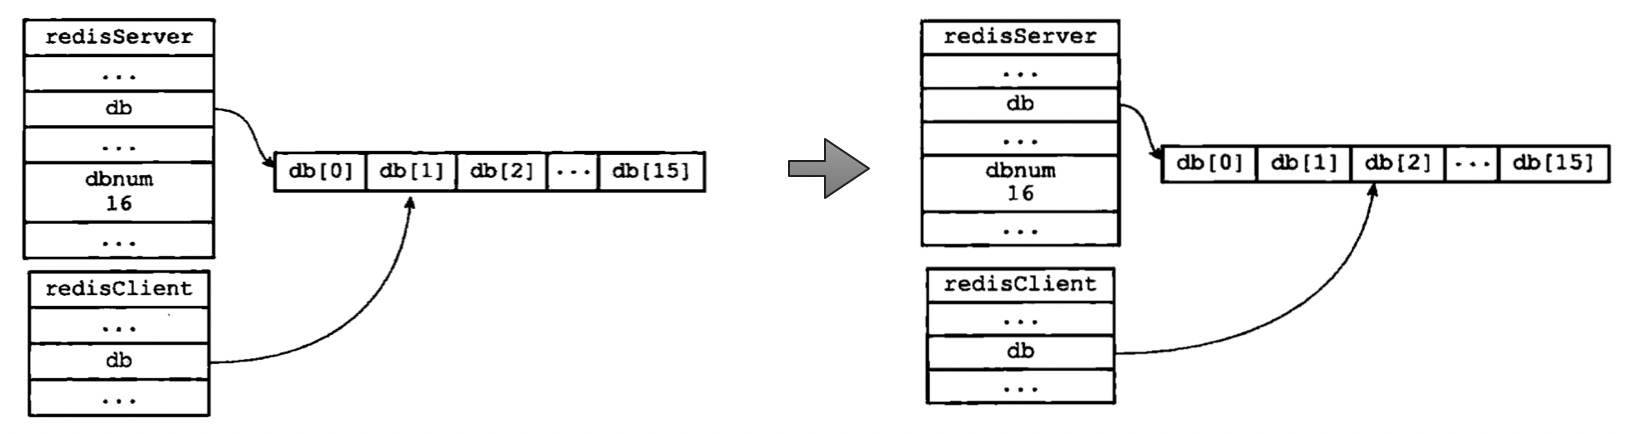 redisServer
...
db
...
dbnum
16
...
db[0] db[1] db[2] ... db[15]
redisClient
...
db
...
redisServer
...
db
...
dbnum
16
...
db[0] db[1] db[2] ... db[15]
redisClient
...
db
...